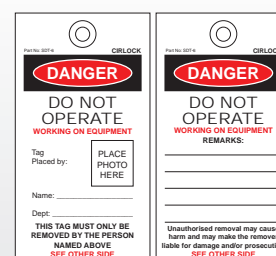 Part No: SDT-6 CIRLOCK
DANGER
DO NOT
OPERATE
WORKING ON EQUIPMENT
Tag
Placed by:
PLACE
PHOTO
HERE
Name:
Dept:
THIS TAG MUST ONLY BE
REMOVED BY THE PERSON
NAMED ABOVE
SEE OTHER SIDE
Part No: SDT-6 CIRLOC
DANGER
DO NOT
OPERATE
WORKING ON EQUIPMENT
REMARKS:
Unauthorised removal may cause
harm and may make the remover
liable for damage and/or prosecuti
SEE OTHER SIDE